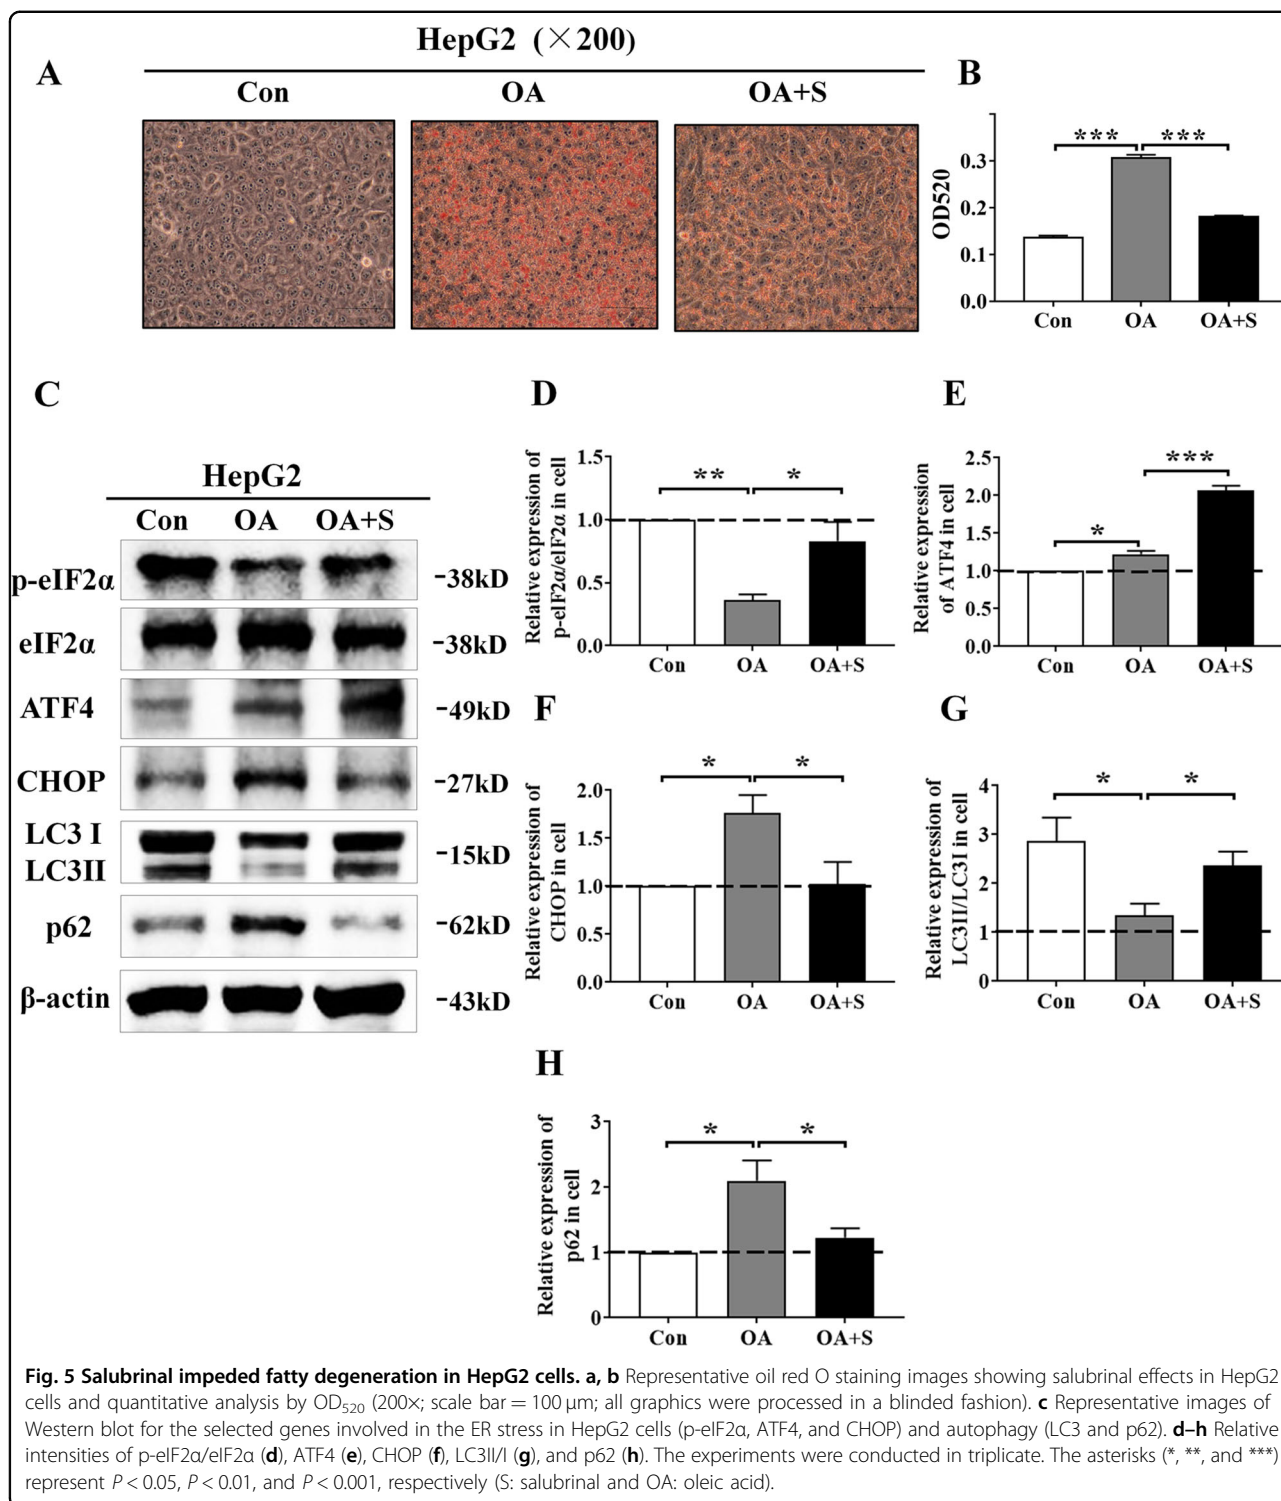 HepG2 (×200)
A
Con OA OA+S
B
OD520
0.3
0.2
0.1
0.0
*** ***
Con OA OA+S
C
HepG2
Con OA OA+S
p-eIF2α -38kD
eIF2α -38kD
ATF4 -49kD
CHOP -27kD
LC3 I
LC3II
-15kD
p62 -62kD
β-actin -43kD
D
Relative expression of
p-eIF2α/eIF2α in cell
1.5
1.0
0.5
0.0
** *
Con OA OA+S
E
Relative expression
of ATF4 in cell
2.5
2.0
1.5
1.0
0.5
0.0
* ***
Con OA OA+S
F
Relative expression of
CHOP in cell
2.0
1.5
1.0
0.5
0.0
* *
Con OA OA+S
G
Relative expression of
LC3II/LC3I in cell
4
3
2
1
0
* *
Con OA OA+S
H
Relative expression of
p62 in cell
3
2
1
0
* *
Con OA OA+S
Fig. 5 Salubrinal impeded fatty degeneration in HepG2 cells. a, b Representative oil red O staining images showing salubrinal effects in HepG2
cells and quantitative analysis by OD₅₂₀ (200×; scale bar = 100 μm; all graphics were processed in a blinded fashion). c Representative images of
Western blot for the selected genes involved in the ER stress in HepG2 cells (p-eIF2α, ATF4, and CHOP) and autophagy (LC3 and p62). d–h Relative
intensities of p-eIF2α/eIF2α (d), ATF4 (e), CHOP (f), LC3II/I (g), and p62 (h). The experiments were conducted in triplicate. The asterisks (*, **, and ***)
represent P < 0.05, P < 0.01, and P < 0.001, respectively (S: salubrinal and OA: oleic acid).